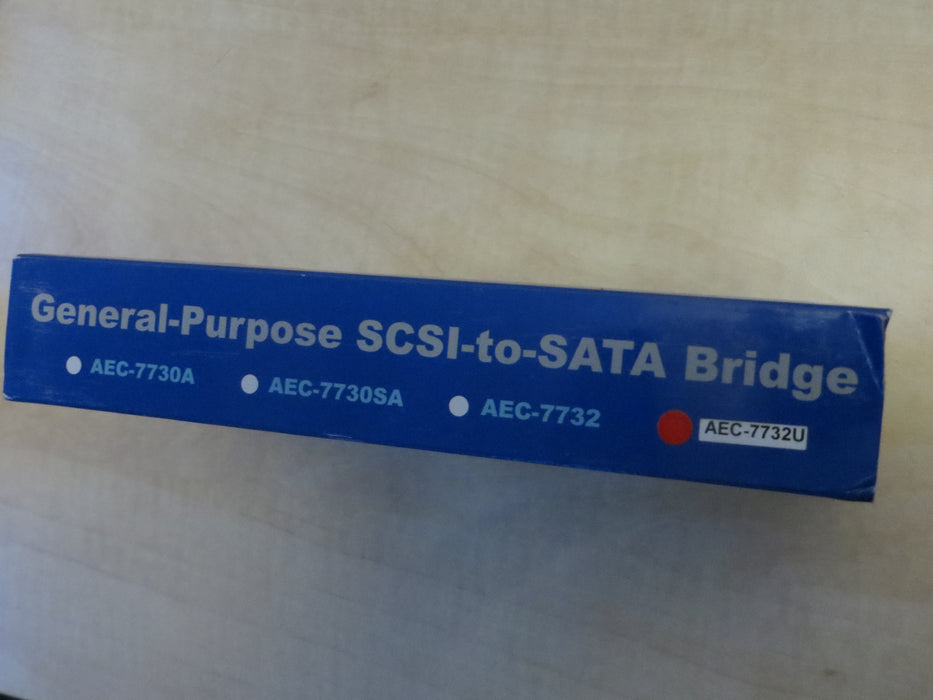 General-Purpose SCSI-to-SATA Bridge
AEC-7730A AEC-7730SA AEC-7732 AEC-7732U